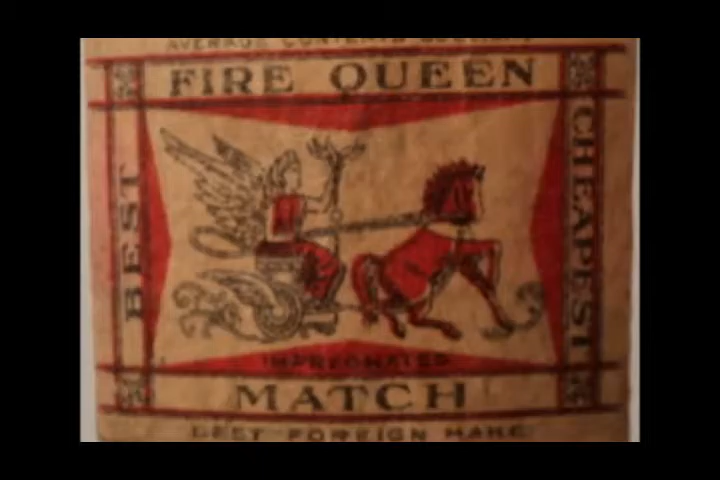 AVERAGE CONTENTS
FIRE QUEEN
BEST
CHEAPEST
IMPREGNATED
MATCH
BEST FOREIGN MAKE